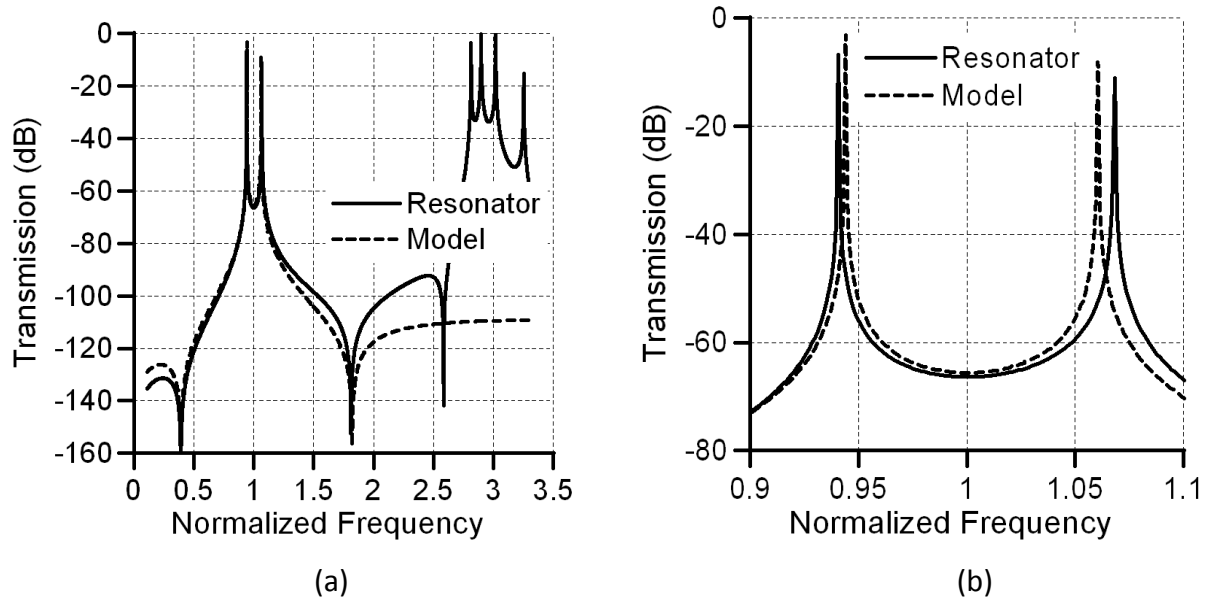 0
-20
-40
-60
-80
-100
-120
-140
-160
Transmission (dB)
Resonator
Model
0 0.5 1 1.5 2 2.5 3 3.5
Normalized Frequency
(a)
0
-20
-40
-60
-80
Transmission (dB)
Resonator
Model
0.9 0.95 1 1.05 1.1
Normalized Frequency
(b)